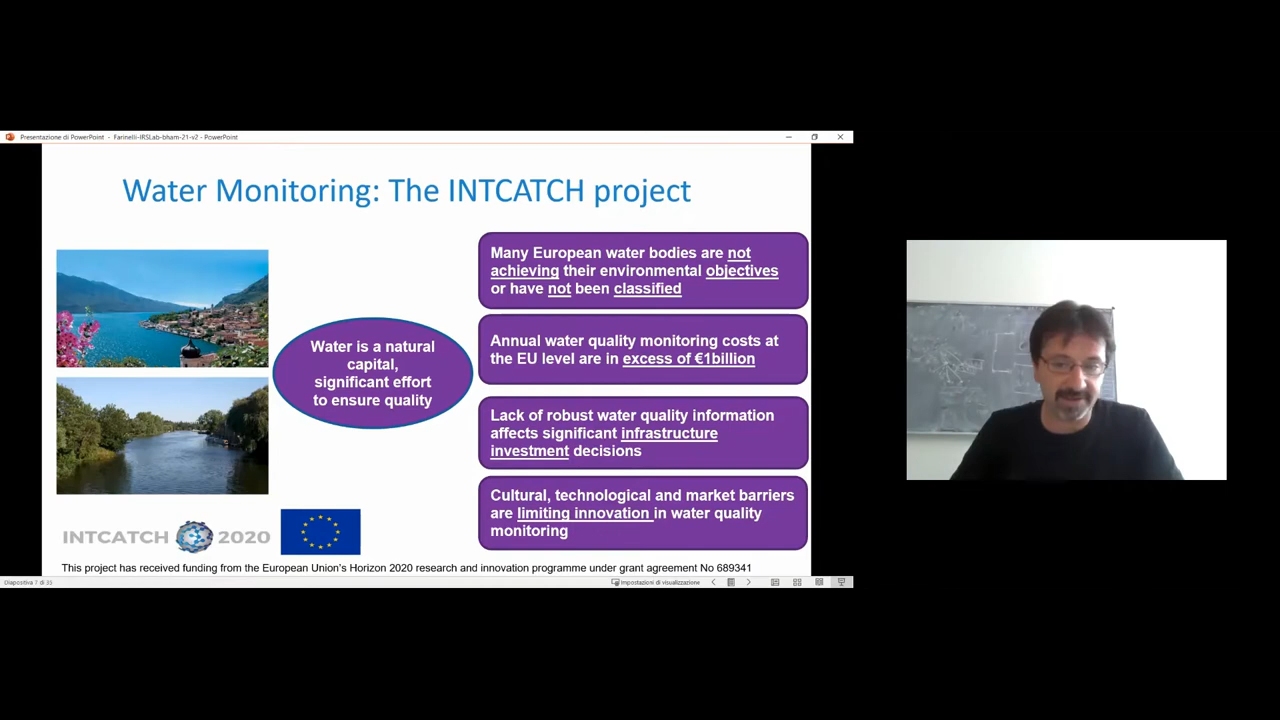 Presentazione di PowerPoint - Farinelli-IRSLab-bham-21-v2 - PowerPoint
Water Monitoring: The INTCATCH project
Water is a natural
capital,
significant effort
to ensure quality
Many European water bodies are not
achieving their environmental objectives
or have not been classified
Annual water quality monitoring costs at
the EU level are in excess of €1billion
Lack of robust water quality information
affects significant infrastructure
investment decisions
Cultural, technological and market barriers
are limiting innovation in water quality
monitoring
INTCATCH 2020
This project has received funding from the European Union's Horizon 2020 research and innovation programme under grant agreement No 689341
Impostazioni di visualizzazione